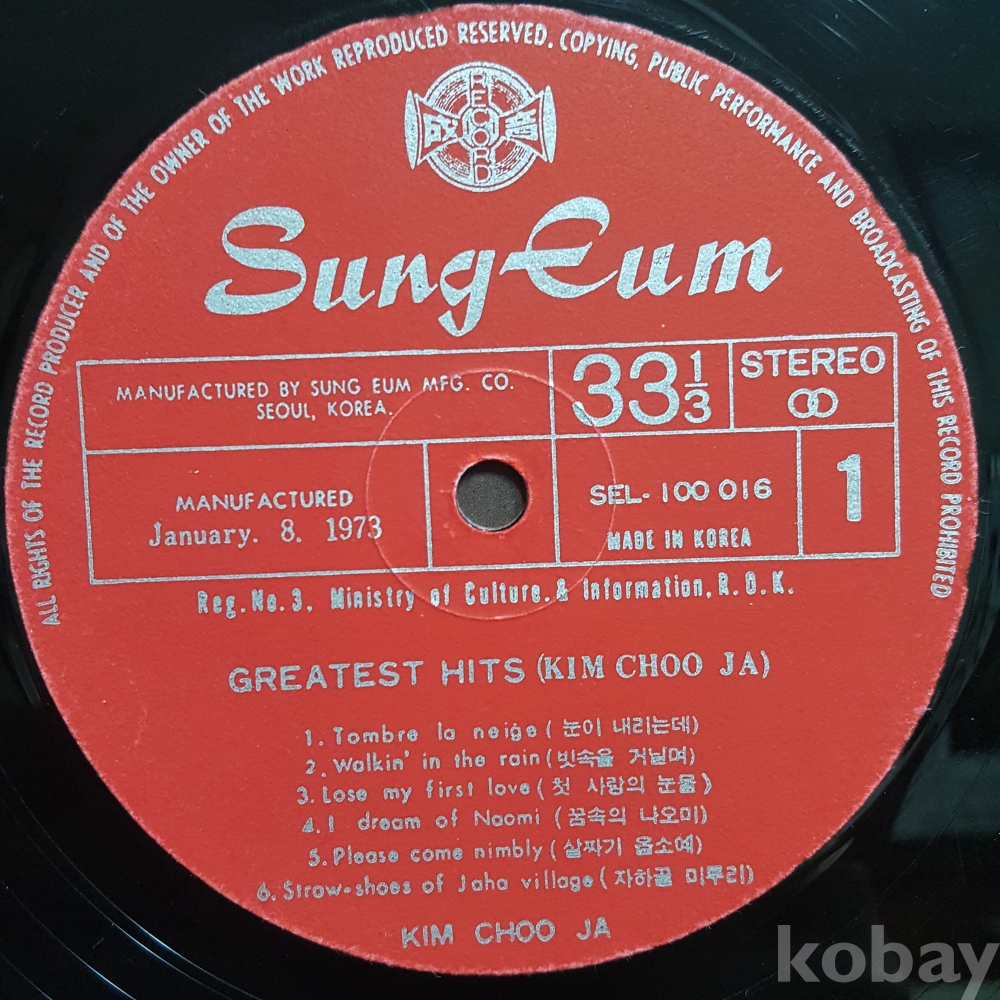 ALL RIGHTS OF THE RECORD PRODUCER AND OF THE OWNER OF THE WORK REPRODUCED RESERVED. COPYING, PUBLIC PERFORMANCE AND BROADCASTING OF THIS RECORD PROHIBITED
RECORD
成音
Sung Eum
MANUFACTURED BY SUNG EUM MFG. CO.
SEOUL, KOREA.
33 1/3
STEREO
MANUFACTURED
January. 8. 1973
SEL-100 016
MADE IN KOREA
1
Reg. No. 3, Ministry of Culture. & Information, R.O.K.
GREATEST HITS (KIM CHOO JA)
1. Tombre la neige (눈이 내리는데)
2. Walkin' in the rain (빗속을 거닐며)
3. Lose my first love (첫 사랑의 눈물)
4. I dream of Naomi (꿈속의 나오미)
5. Please come nimbly (살짜기 옵소예)
6. Straw-shoes of Jaha village (자하골 미투리)
KIM CHOO JA
kobay